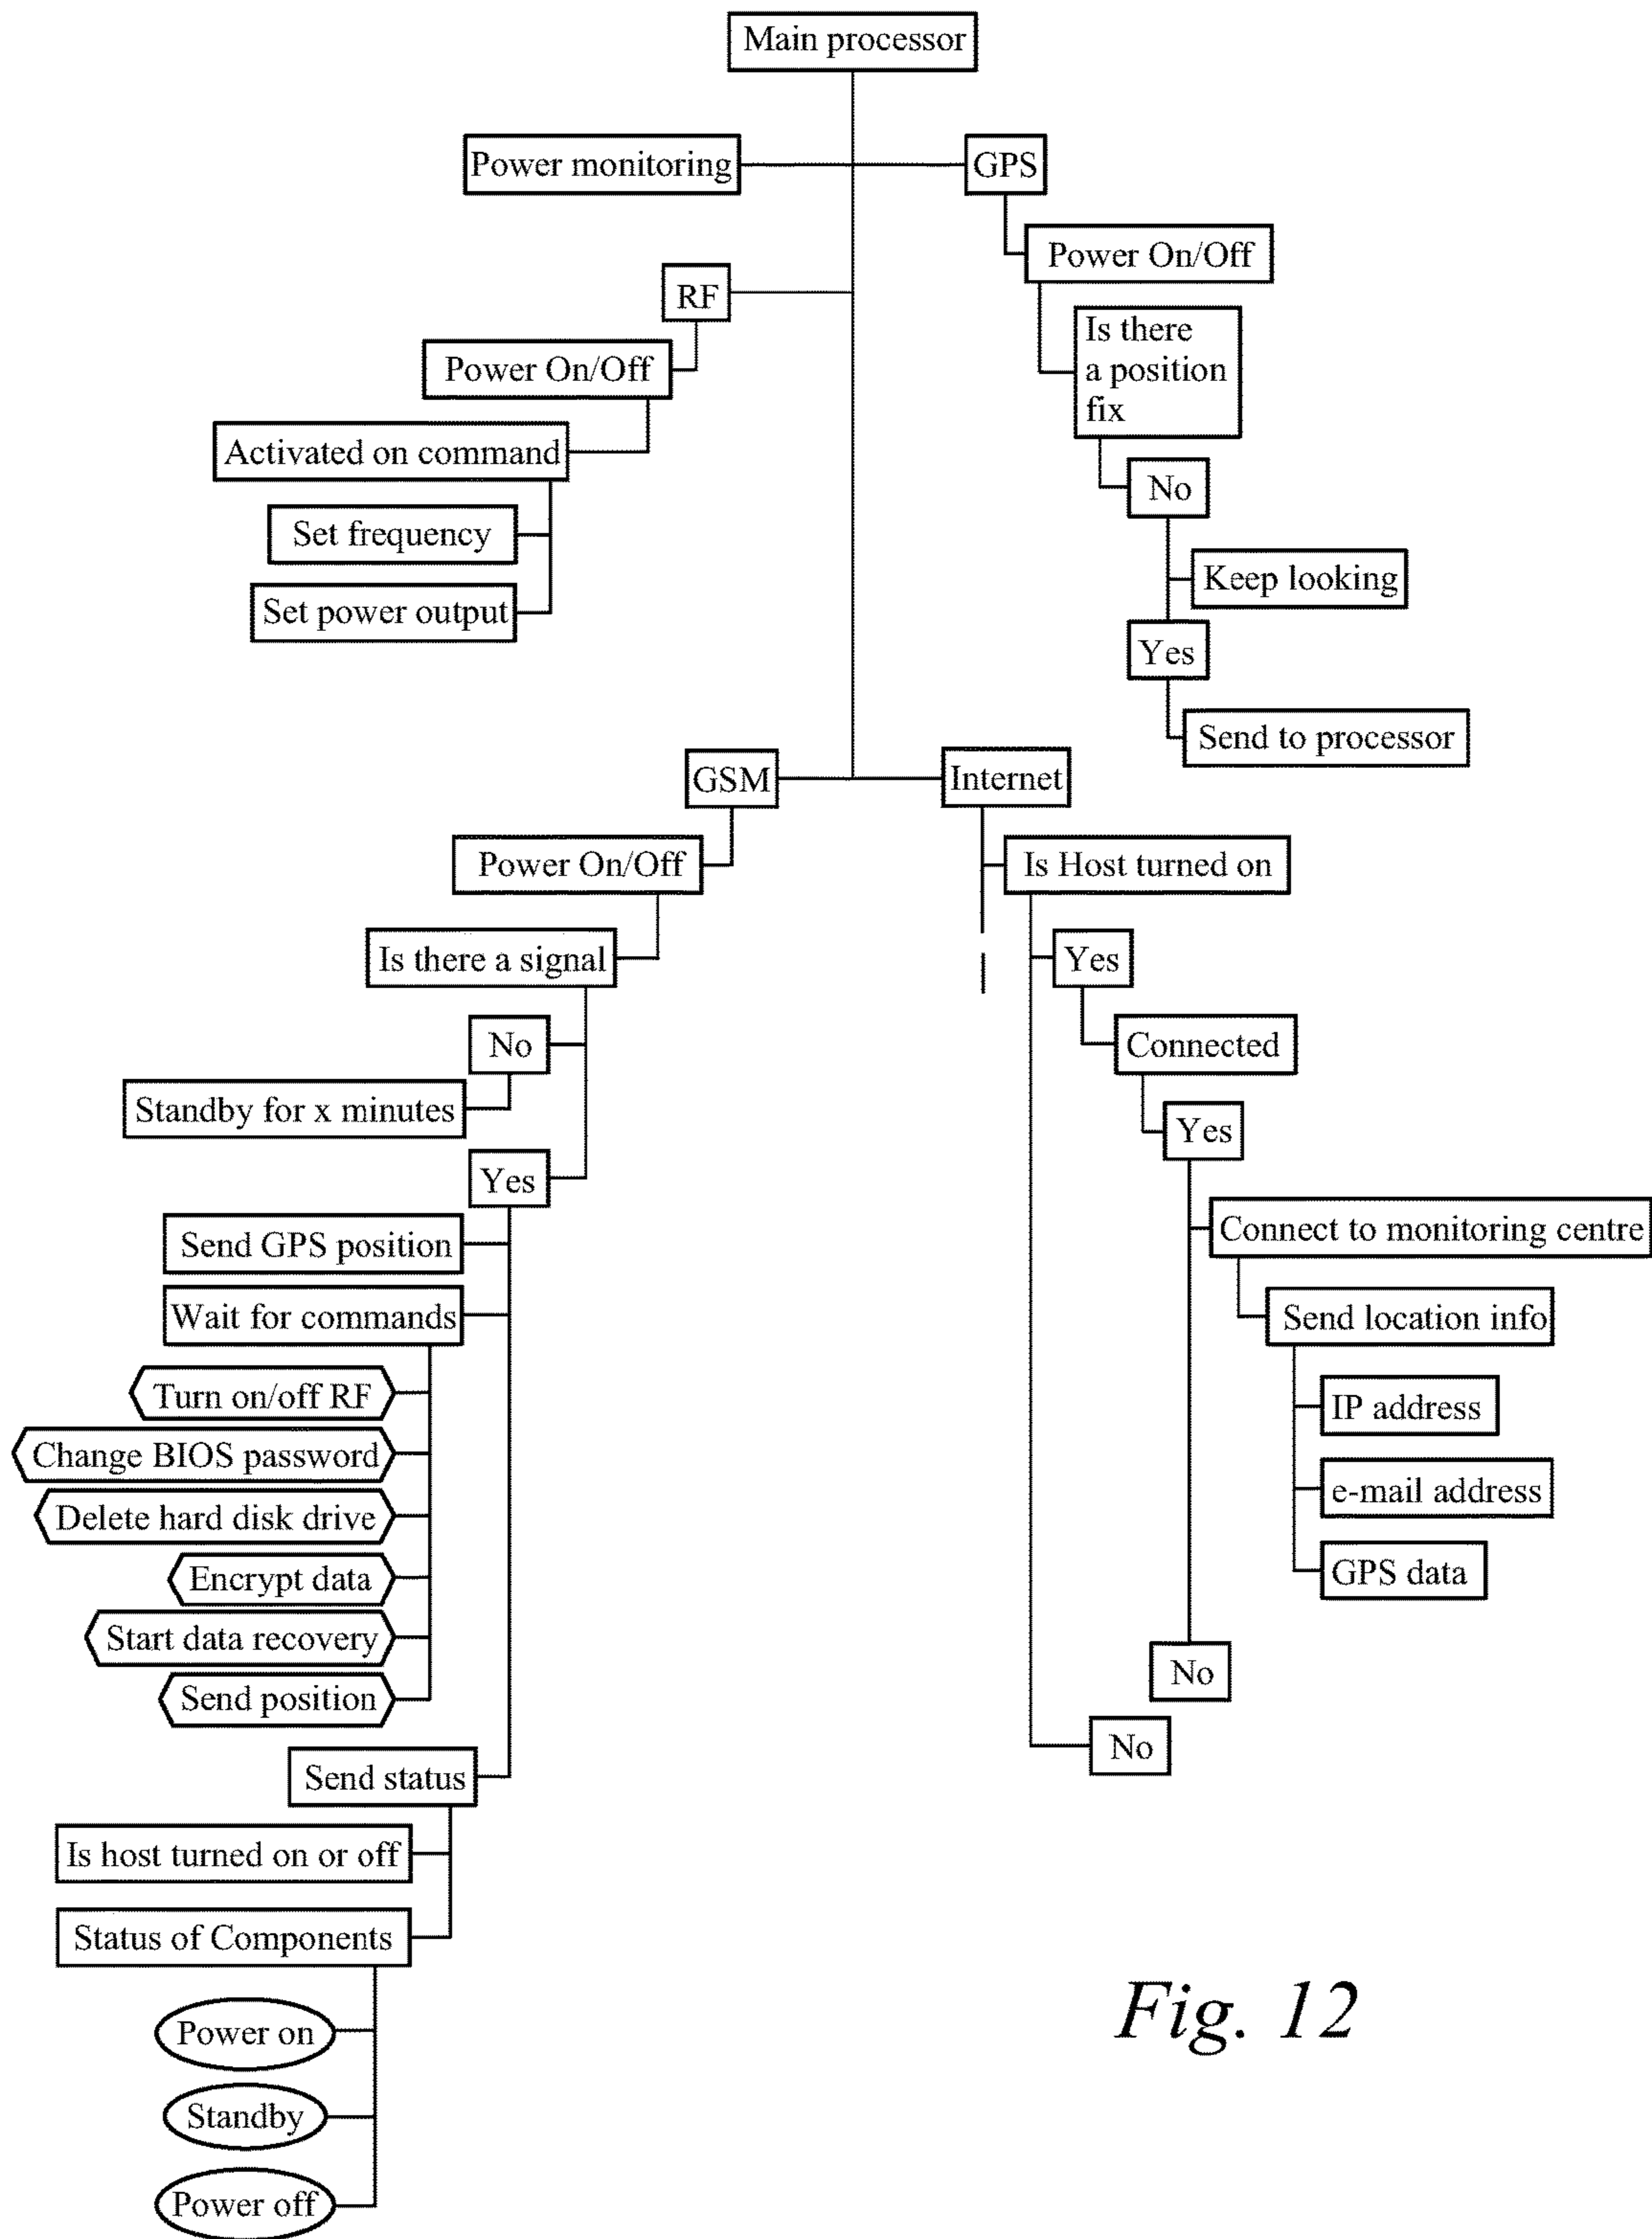 Main processor
Power monitoring
GPS
Power On/Off
Is there
a position
fix
No
Keep looking
Yes
Send to processor
RF
Power On/Off
Activated on command
Set frequency
Set power output
GSM
Power On/Off
Is there a signal
No
Standby for x minutes
Yes
Send GPS position
Wait for commands
Turn on/off RF
Change BIOS password
Delete hard disk drive
Encrypt data
Start data recovery
Send position
Send status
Is host turned on or off
Status of Components
Power on
Standby
Power off
Internet
Is Host turned on
Yes
Connected
Yes
Connect to monitoring centre
Send location info
IP address
e-mail address
GPS data
No
No
Fig. 12